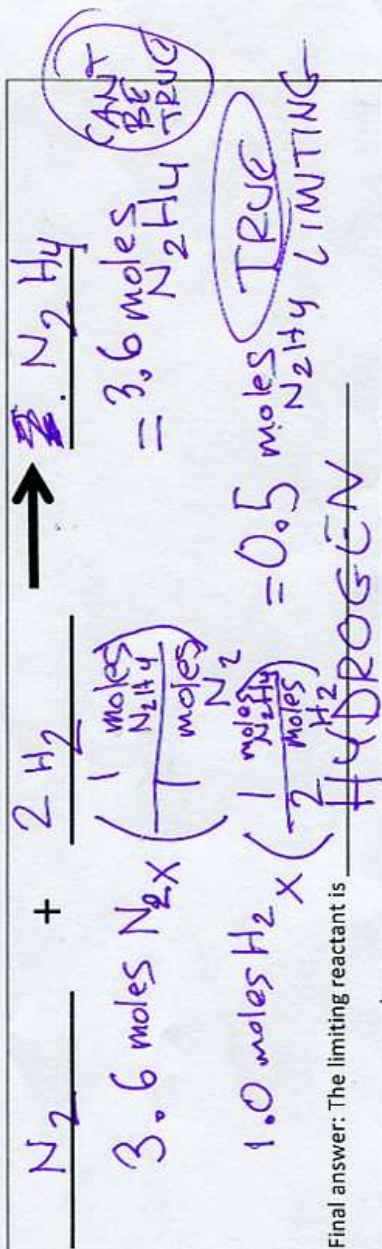 N2 + 2 H2 → N2H4
3.6 moles N2 x ( 1 moles N2H4 / 1 moles N2 ) = 3.6 moles N2H4 CAN'T BE TRUE
1.0 moles H2 x ( 1 moles N2H4 / 2 moles H2 ) = 0.5 moles N2H4 TRUE
LIMITING
Final answer: The limiting reactant is HYDROGEN